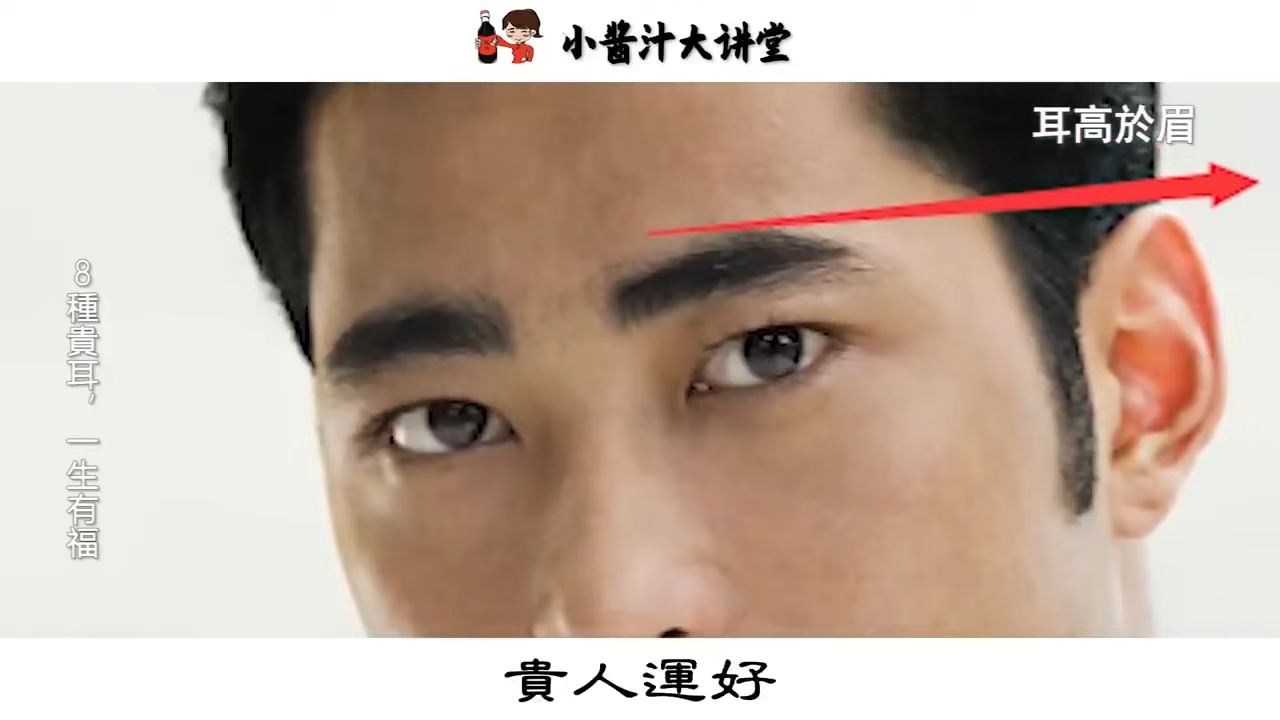 小酱汁大讲堂
耳高於眉
8種貴耳，一生有福
貴人運好